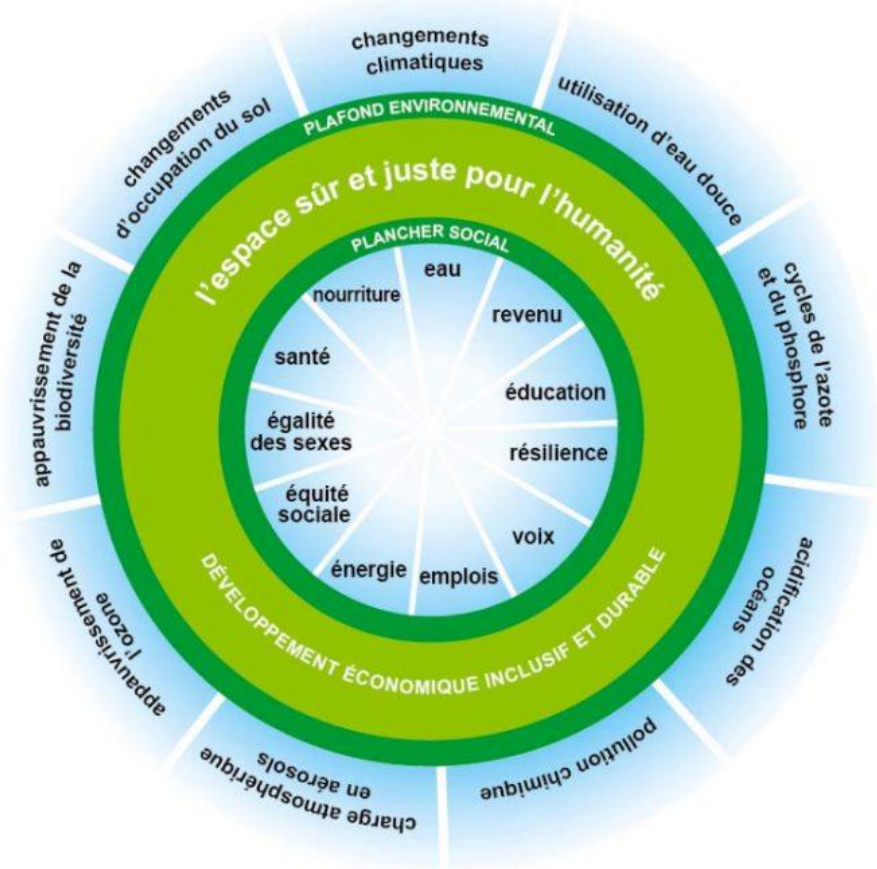 changements
climatiques
utilisation d'eau douce
cycles de l'azote
et du phosphore
acidification des
océans
pollution chimique
charge atmosphérique
en aérosols
appauvrissement de
l'ozone
appauvrissement de la
biodiversité
changements
d'occupation du sol
PLAFOND ENVIRONNEMENTAL
l'espace sûr et juste pour l'humanité
PLANCHER SOCIAL
eau
revenu
éducation
résilience
voix
emplois
énergie
équité
sociale
égalité
des sexes
santé
nourriture
DÉVELOPPEMENT ÉCONOMIQUE INCLUSIF ET DURABLE